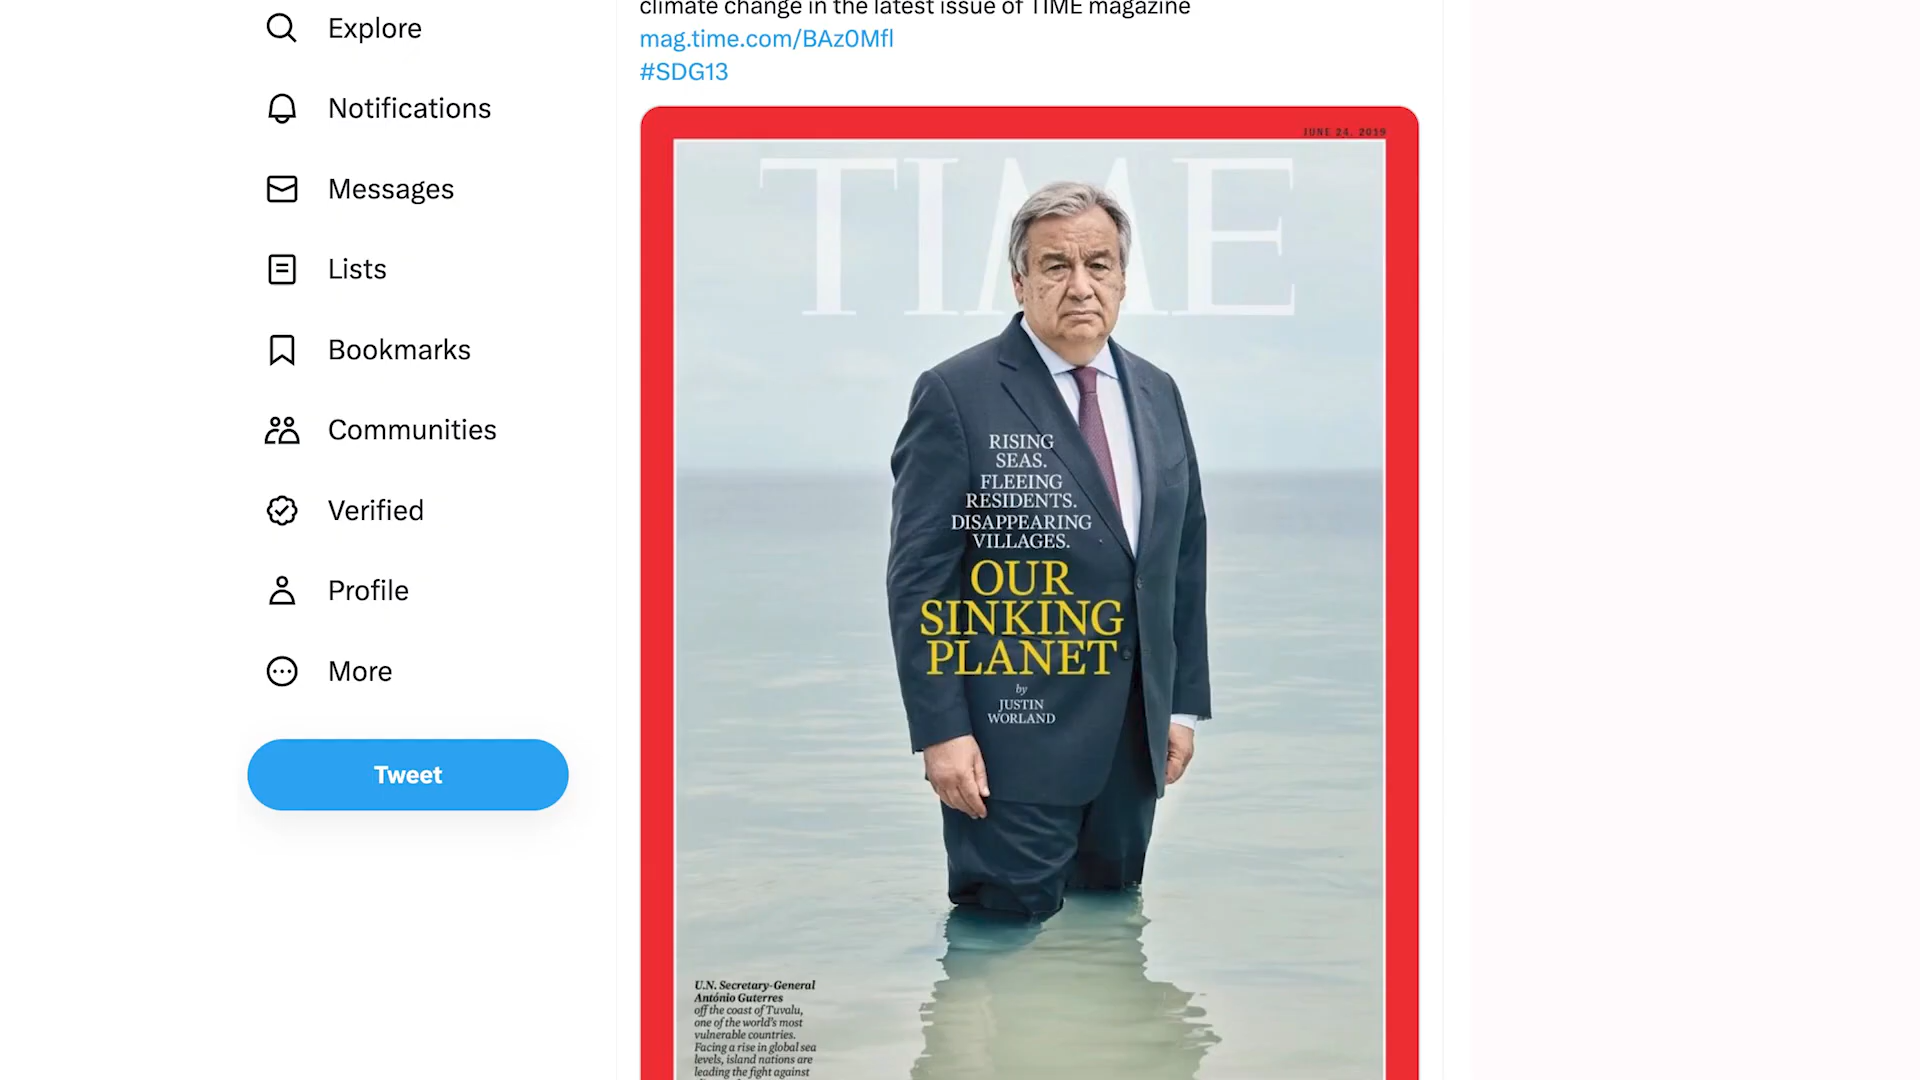 Explore
Notifications
Messages
Lists
Bookmarks
Communities
Verified
Profile
More
Tweet
climate change in the latest issue of TIME magazine
mag.time.com/BAz0Mfl
#SDG13
JUNE 24, 2019
TIME
RISING
SEAS.
FLEEING
RESIDENTS.
DISAPPEARING
VILLAGES.
OUR
SINKING
PLANET
by
JUSTIN
WORLAND
U.N. Secretary-General
António Guterres
off the coast of Tuvalu,
one of the world's most
vulnerable countries.
Facing a rise in global sea
levels, island nations are
leading the fight against